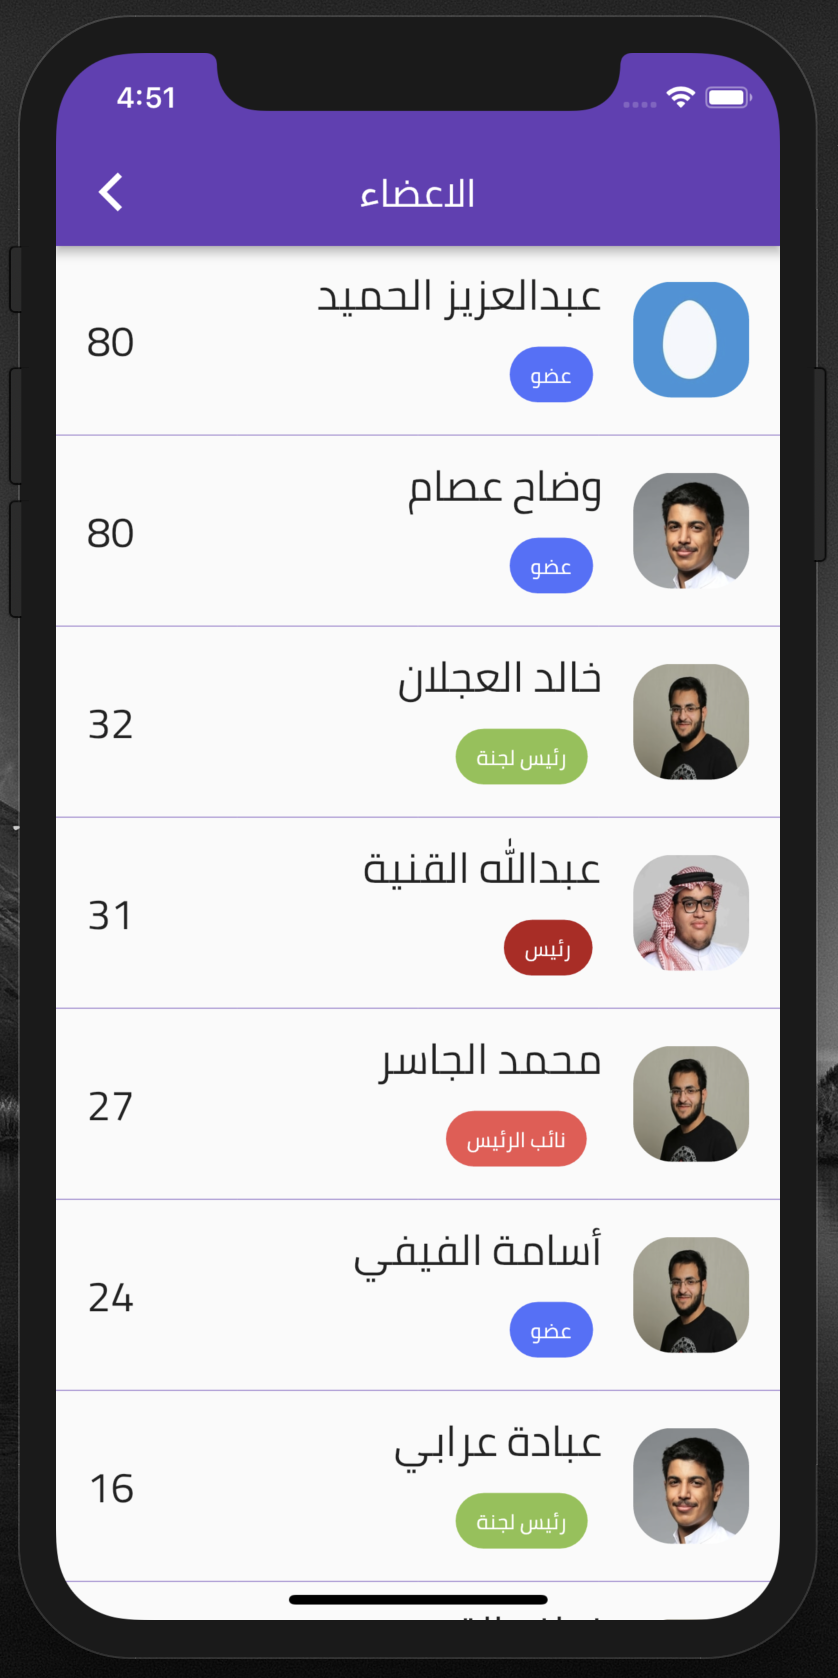 4:51
الاعضاء
عبدالعزيز الحميد
80
عضو
وضاح عصام
80
عضو
خالد العجلان
32
رئيس لجنة
عبدالله القنية
31
رئيس
محمد الجاسر
27
نائب الرئيس
أسامة الفيفي
24
عضو
عبادة عرابي
16
رئيس لجنة